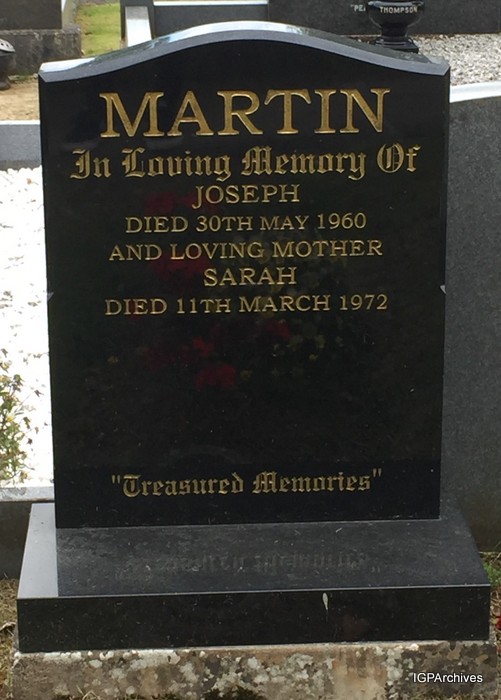 THOMPSON
MARTIN
In Loving Memory Of
JOSEPH
DIED 30TH MAY 1960
AND LOVING MOTHER
SARAH
DIED 11TH MARCH 1972
"Treasured Memories"
IGPArchives